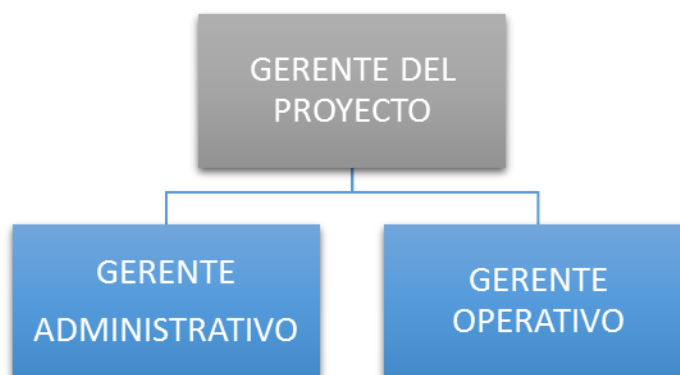 GERENTE DEL
PROYECTO
GERENTE
ADMINISTRATIVO
GERENTE
OPERATIVO